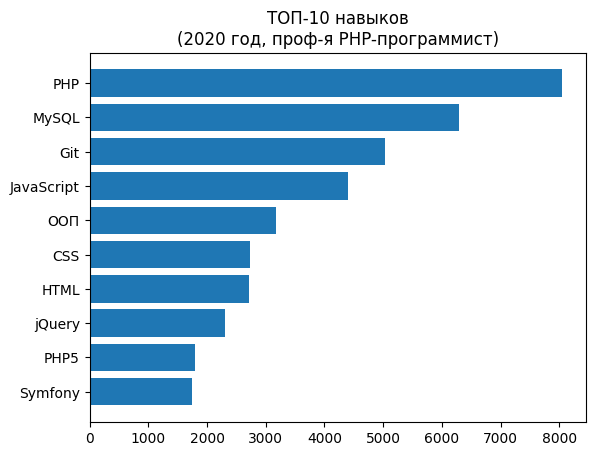 ТОП-10 навыков
(2020 год, проф-я PHP-программист)
PHP
MySQL
Git
JavaScript
ООП
CSS
HTML
jQuery
PHP5
Symfony
0 1000 2000 3000 4000 5000 6000 7000 8000